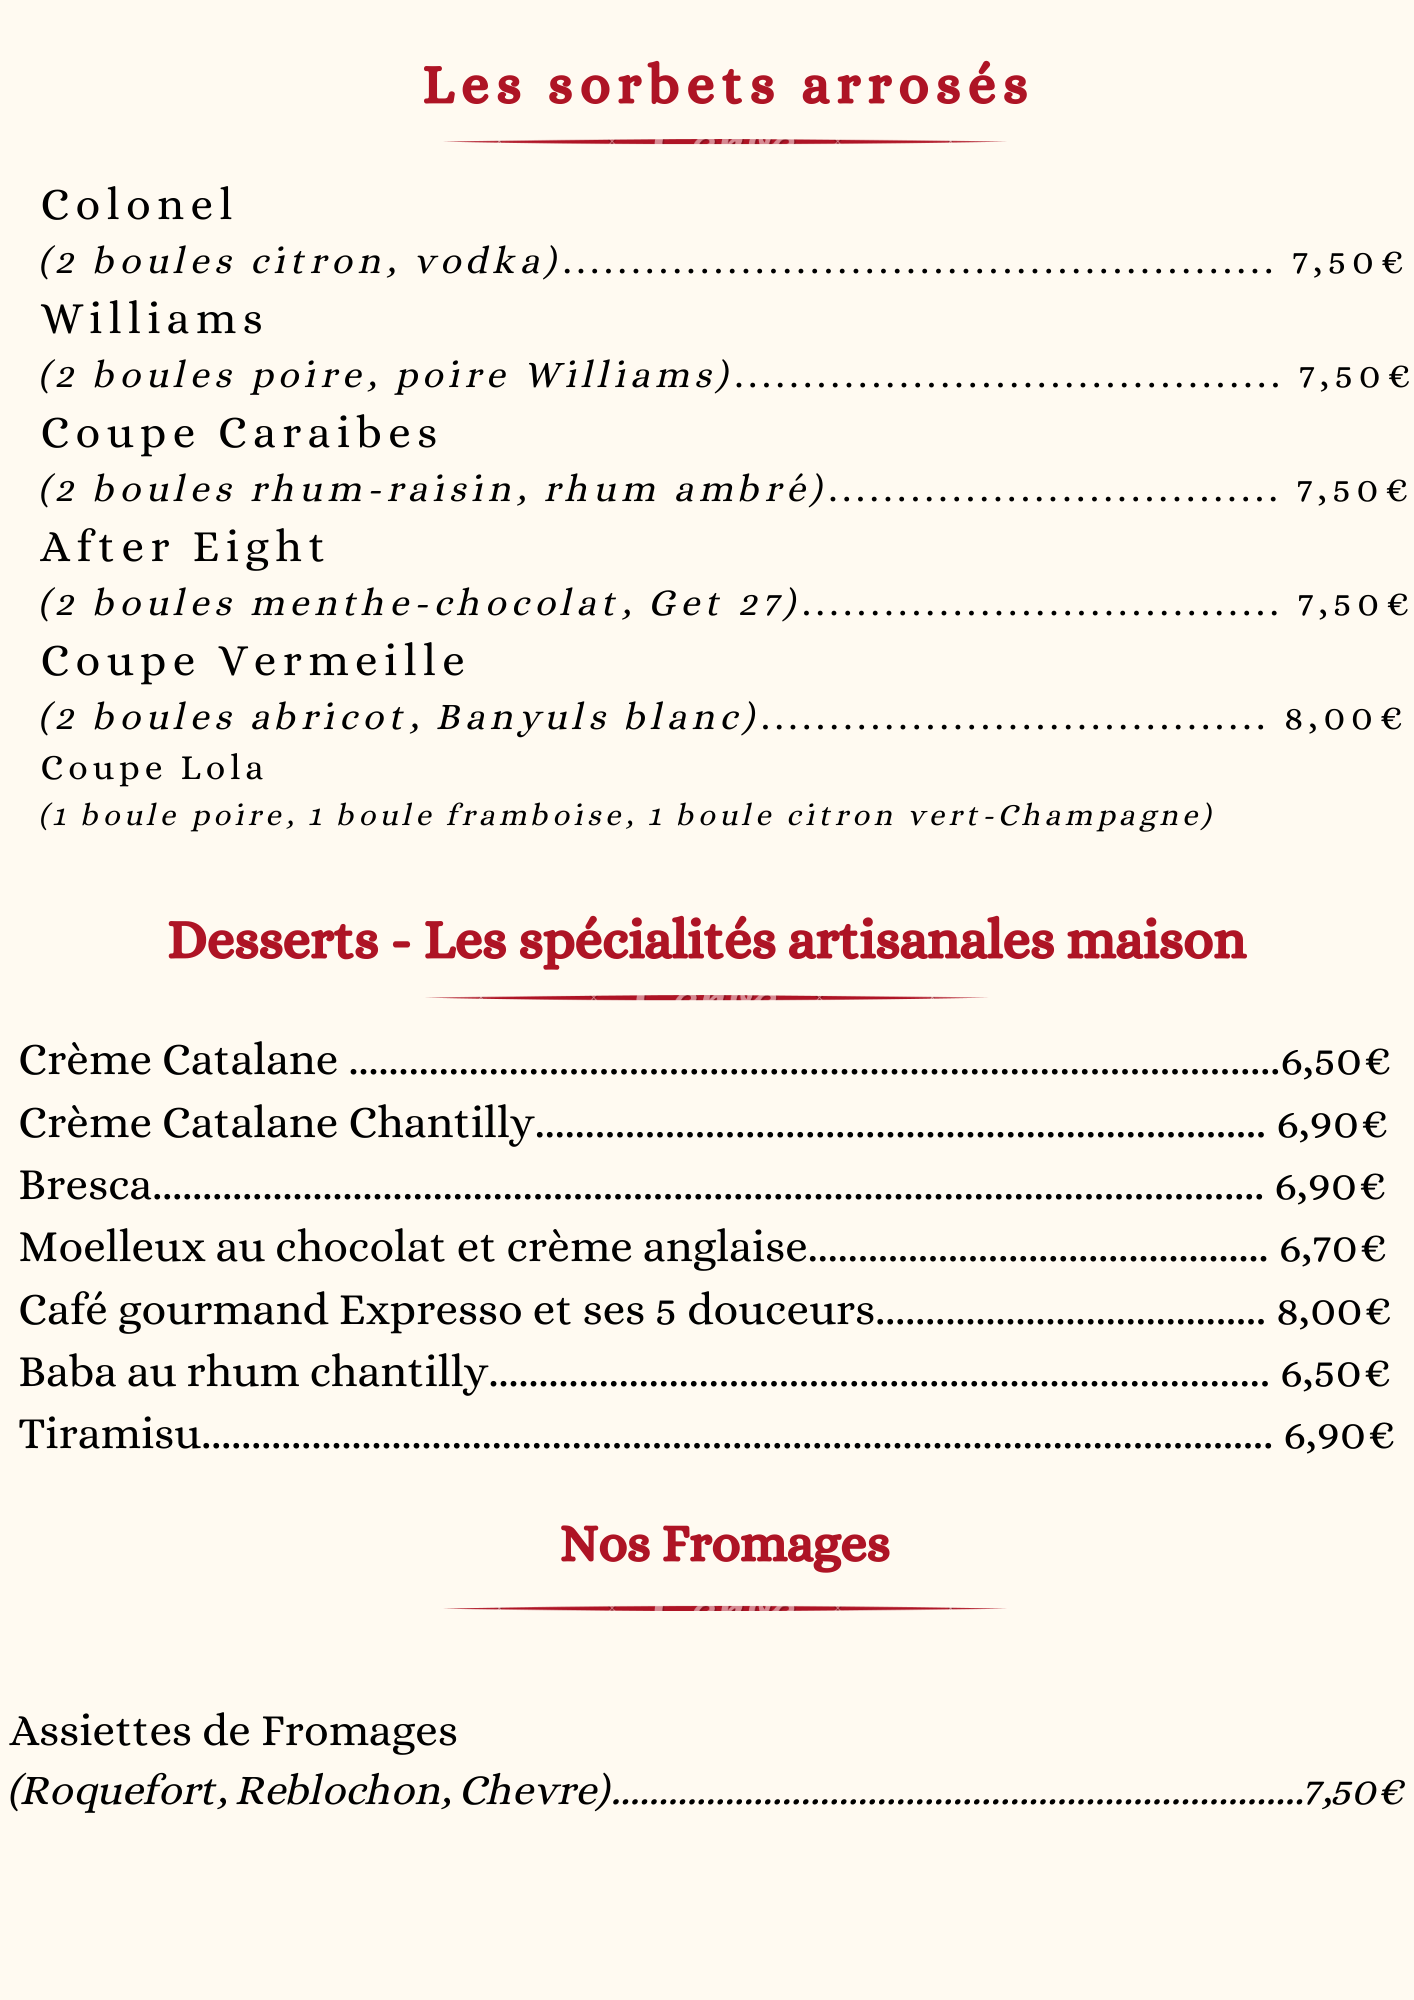 Les sorbets arrosés
Colonel
(2 boules citron, vodka).................................................... 7,50€
Williams
(2 boules poire, poire Williams)........................................ 7,50€
Coupe Caraibes
(2 boules rhum-raisin, rhum ambré)................................. 7,50€
After Eight
(2 boules menthe-chocolat, Get 27)................................... 7,50€
Coupe Vermeille
(2 boules abricot, Banyuls blanc)..................................... 8,00€
Coupe Lola
(1 boule poire, 1 boule framboise, 1 boule citron vert-Champagne)
Desserts - Les spécialités artisanales maison
Crème Catalane .............................................................................................6,50€
Crème Catalane Chantilly......................................................................... 6,90€
Bresca............................................................................................................... 6,90€
Moelleux au chocolat et crème anglaise.............................................. 6,70€
Café gourmand Expresso et ses 5 douceurs....................................... 8,00€
Baba au rhum chantilly.............................................................................. 6,50€
Tiramisu........................................................................................................... 6,90€
Nos Fromages
Assiettes de Fromages
(Roquefort, Reblochon, Chevre).....................................................................7,50€